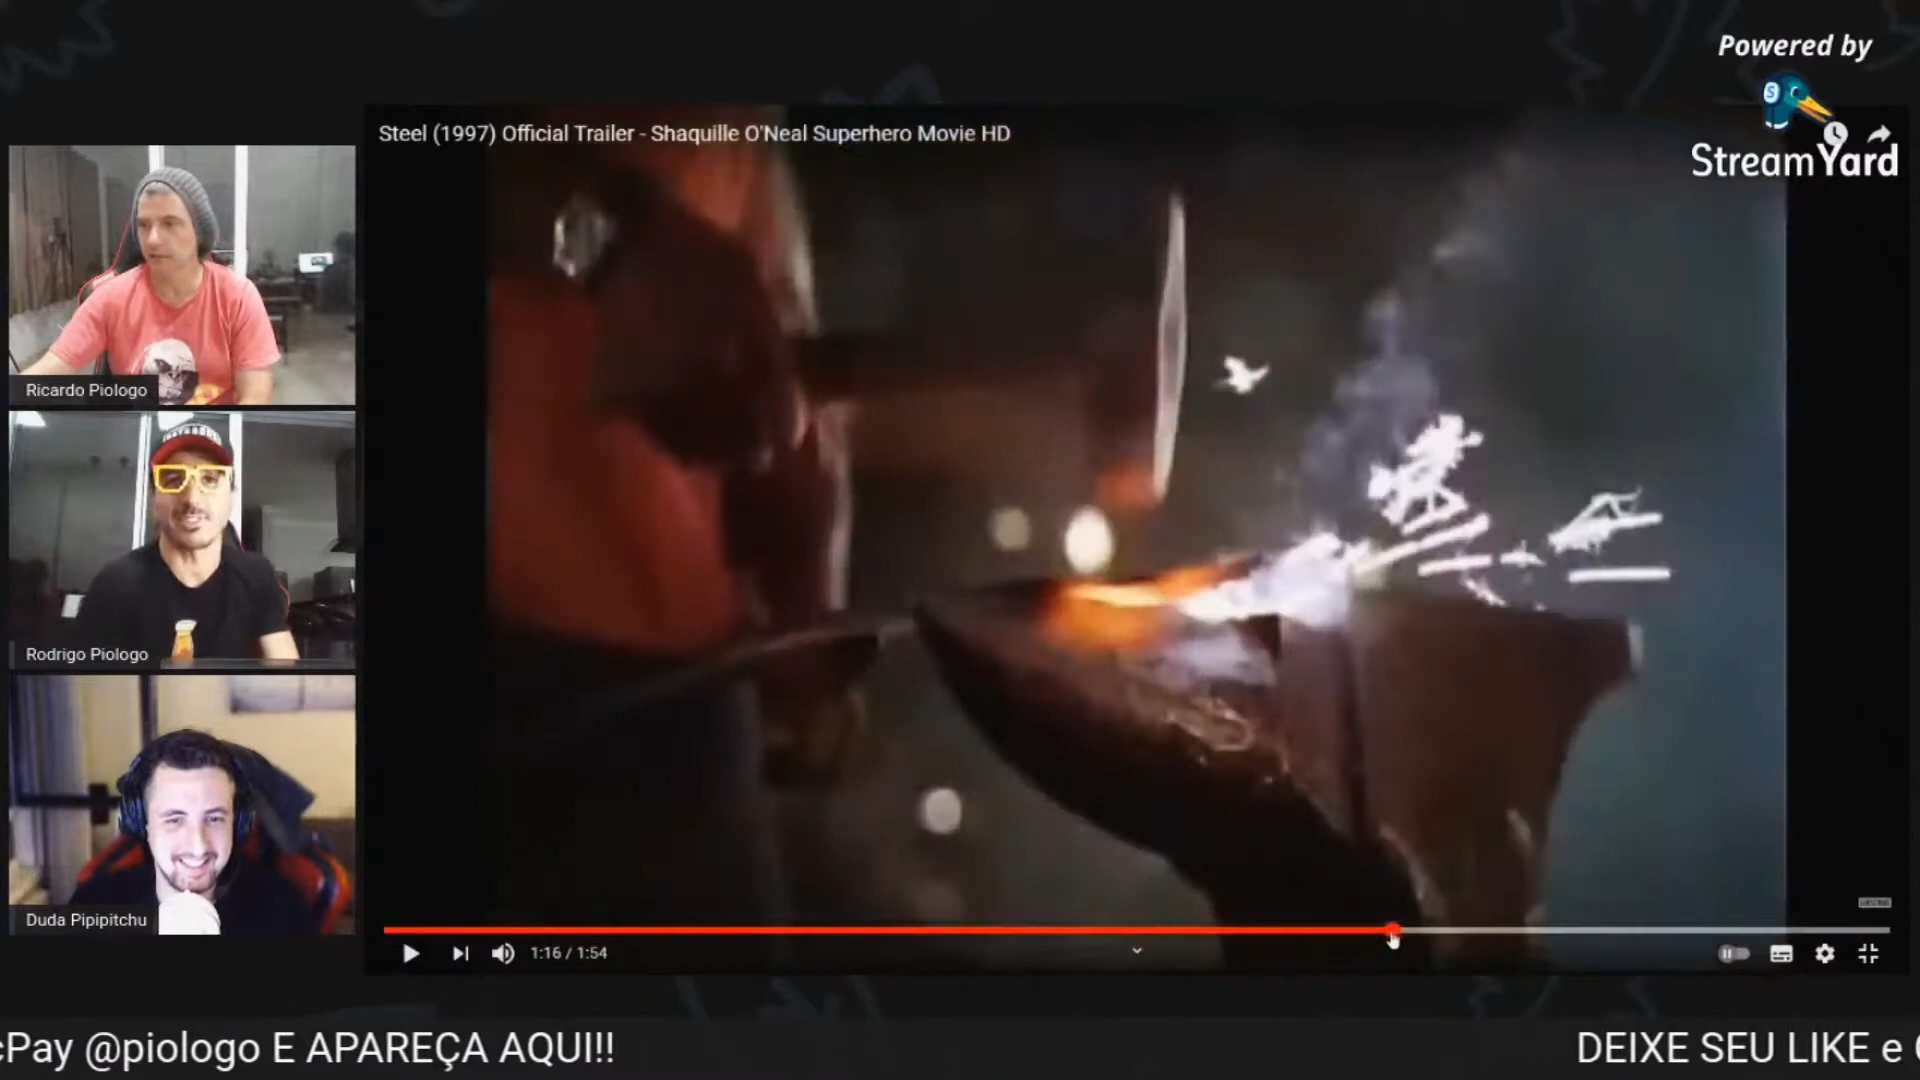 Powered by
StreamYard
Steel (1997) Official Trailer - Shaquille O'Neal Superhero Movie HD
Ricardo Piologo
Rodrigo Piologo
Duda Pipipitchu
1:16 / 1:54
@piologo E APAREÇA AQUI!!
DEIXE SEU LIKE e